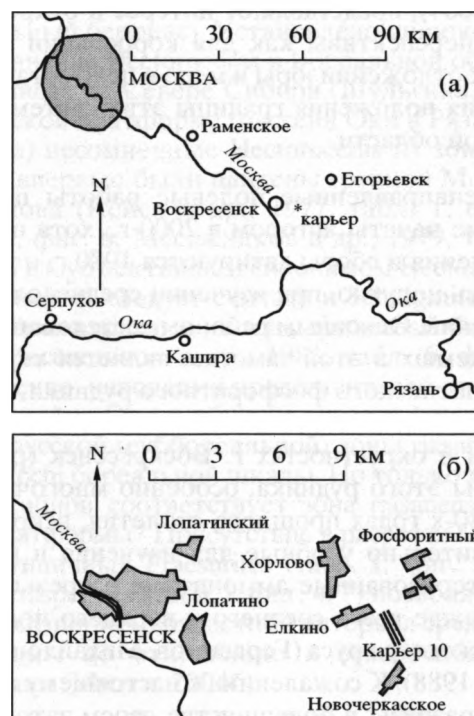 0 30 60 90 км
МОСКВА
(а)
Раменское
Москва
Егорьевск
N
Воскресенск
карьер
Серпухов
Ока
Ока
Кашира
Рязань
(б)
0 3 6 9 км
N
Лопатинский
Фосфоритный
Москва
Хорлово
Лопатино
ВОСКРЕСЕНСК
Елкино
Карьер 10
Новочеркасское